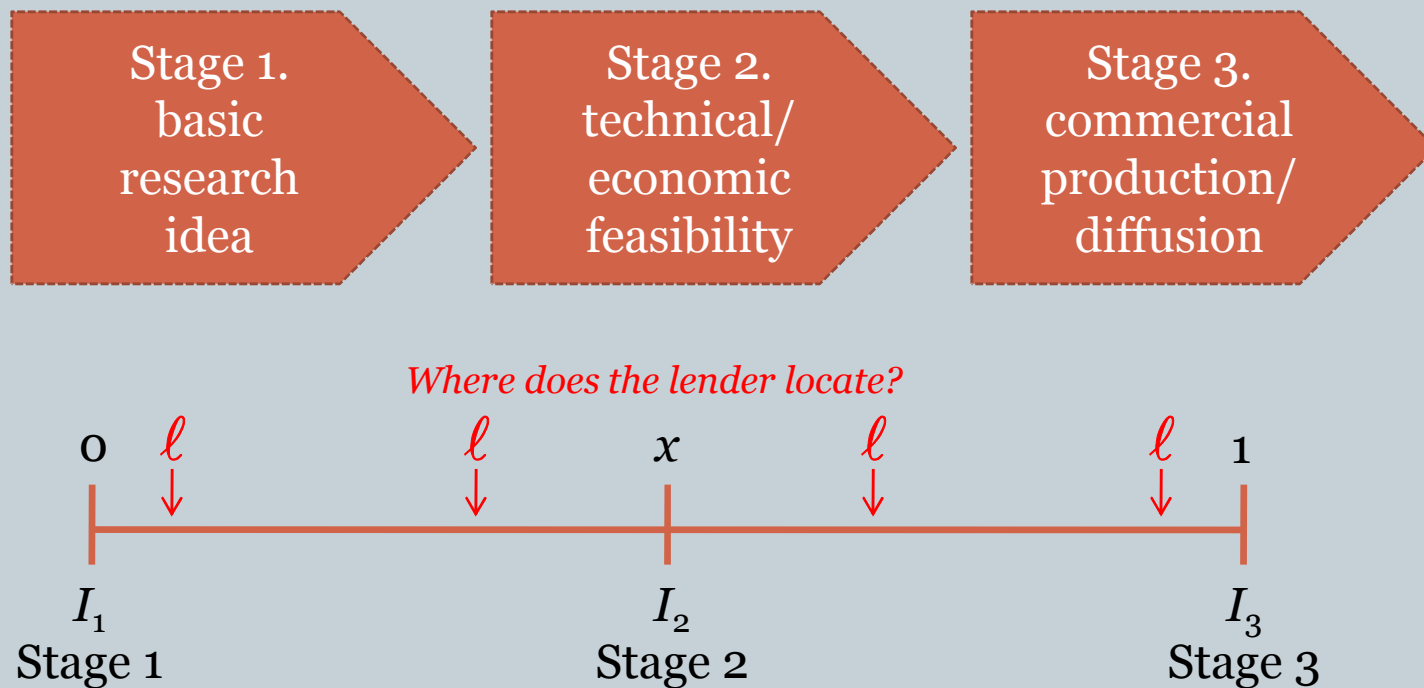 Stage 1.
basic
research
idea
Stage 2.
technical/
economic
feasibility
Stage 3.
commercial
production/
diffusion
Where does the lender locate?
0 ℓ ℓ x ℓ ℓ 1
I₁ I₂ I₃
Stage 1 Stage 2 Stage 3